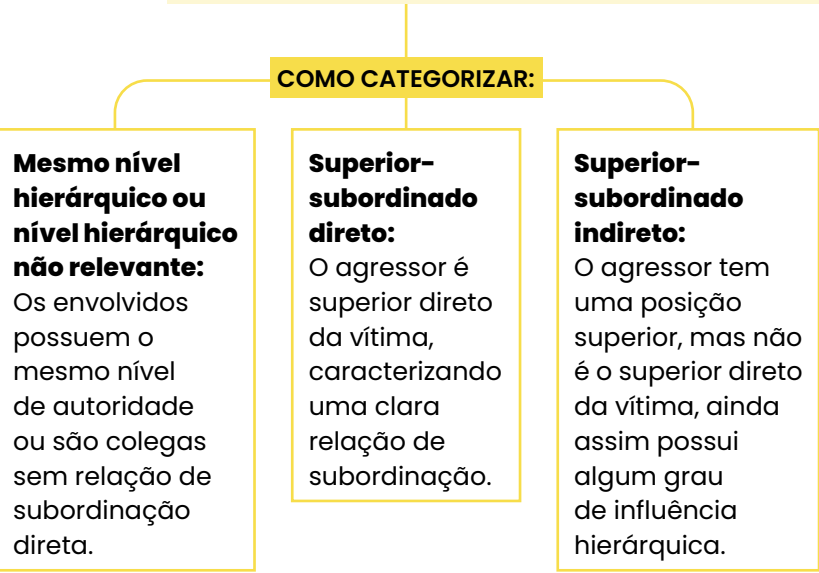 COMO CATEGORIZAR:
Mesmo nível
hierárquico ou
nível hierárquico
não relevante:
Os envolvidos
possuem o
mesmo nível
de autoridade
ou são colegas
sem relação de
subordinação
direta.
Superior-
subordinado
direto:
O agressor é
superior direto
da vítima,
caracterizando
uma clara
relação de
subordinação.
Superior-
subordinado
indireto:
O agressor tem
uma posição
superior, mas não
é o superior direto
da vítima, ainda
assim possui
algum grau
de influência
hierárquica.